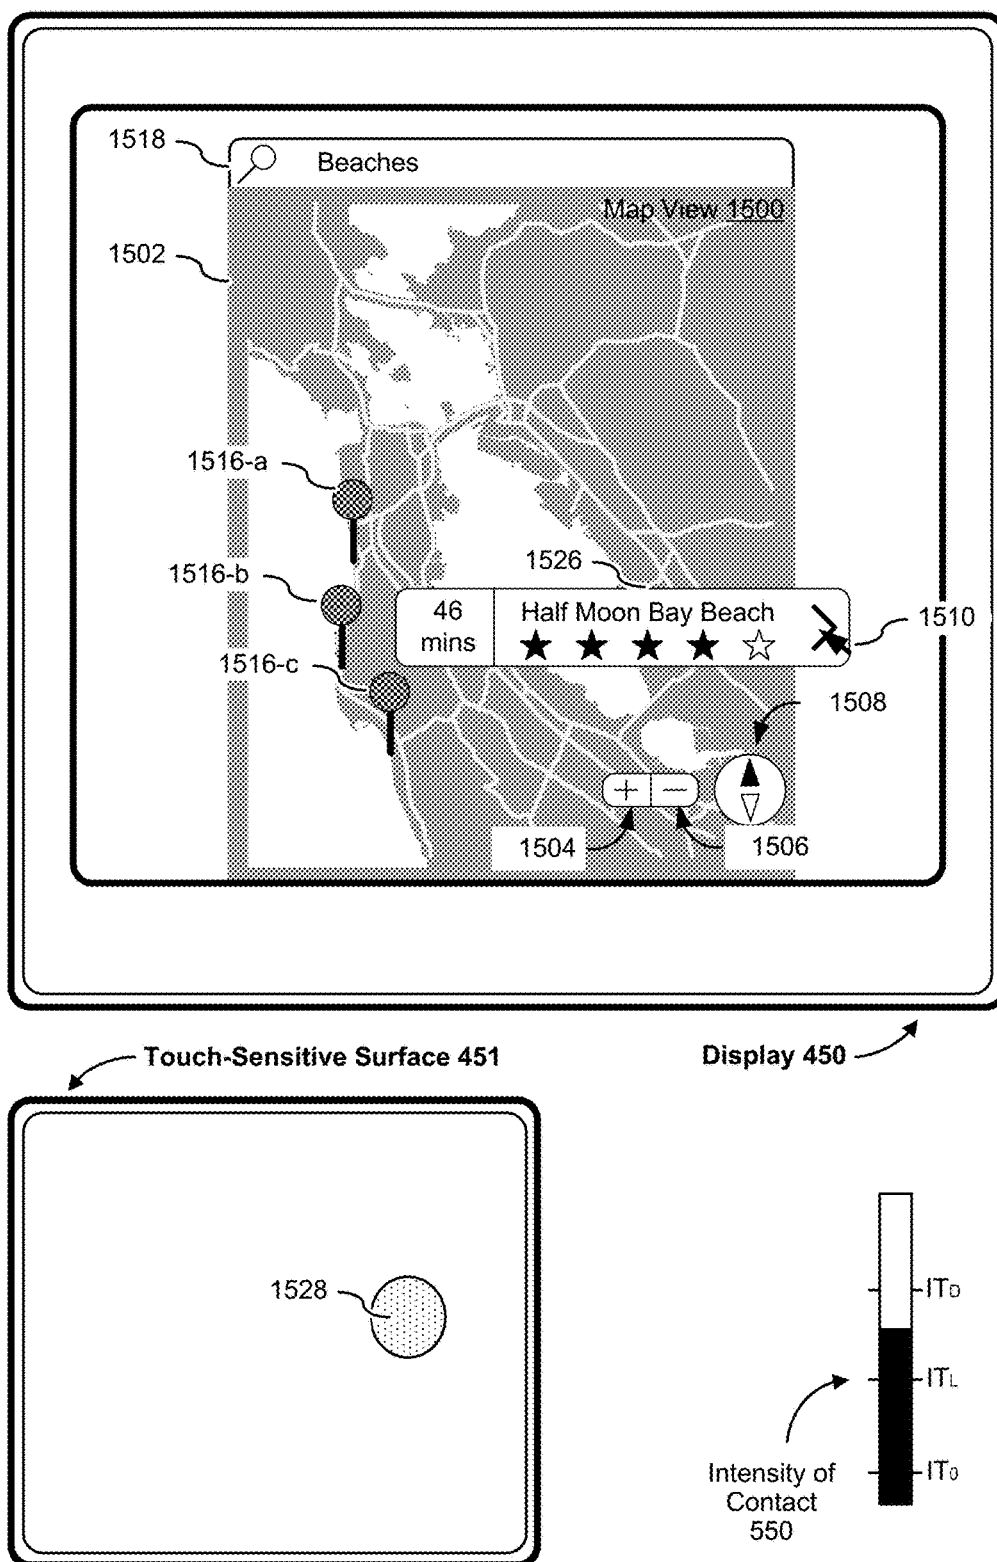 1518
Beaches
Map View 1500
1502
1516-a
1526
1516-b
46
mins
Half Moon Bay Beach
1510
1516-c
1508
+
−
1504
1506
Touch-Sensitive Surface 451
Display 450
1528
ITD
ITL
IT0
Intensity of
Contact
550